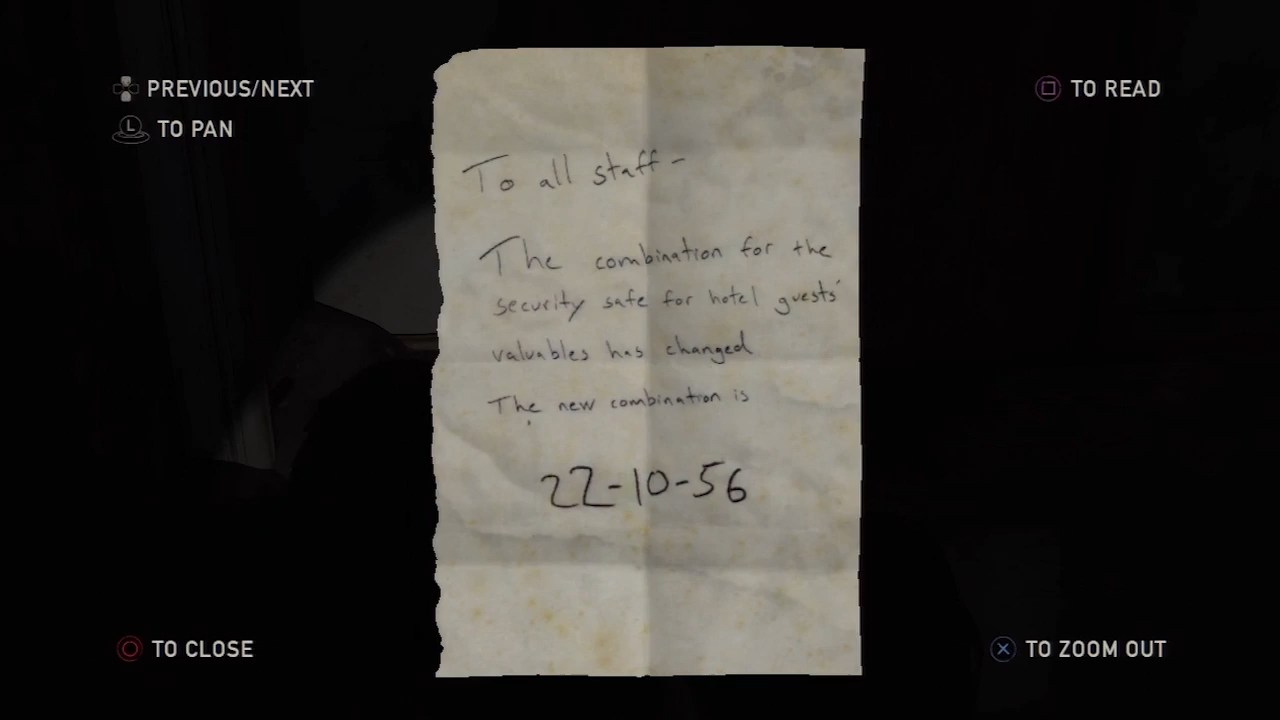 PREVIOUS/NEXT
L TO PAN
TO READ
To all staff-
The combination for the
security safe for hotel guests'
valuables has changed
The new combination is
22-10-56
TO CLOSE
TO ZOOM OUT